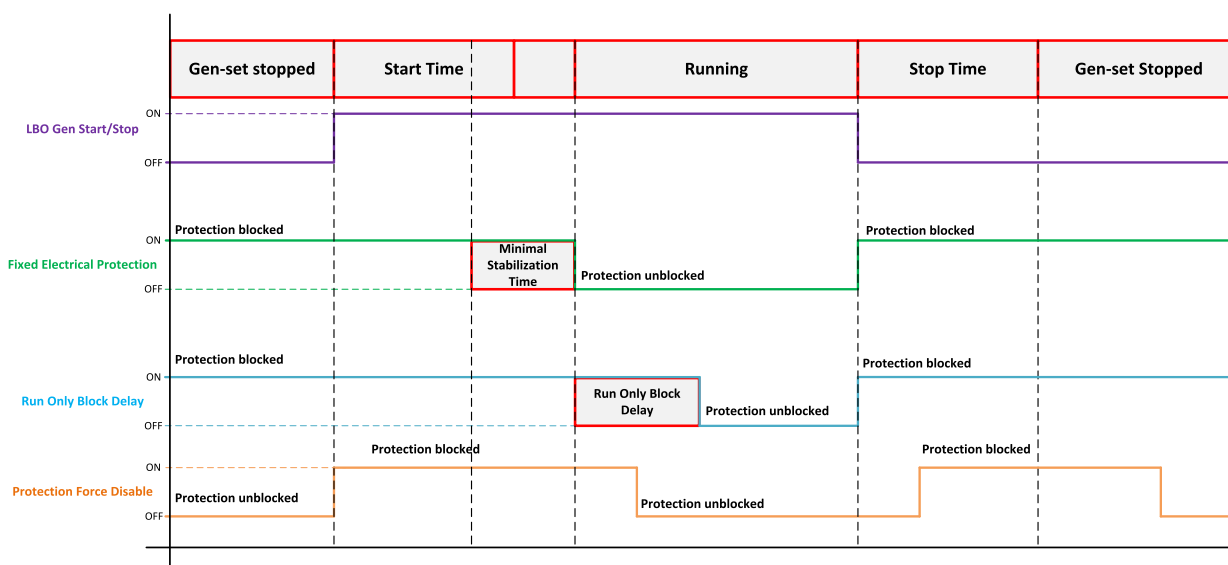 Gen-set stopped
Start Time
Running
Stop Time
Gen-set Stopped
ON
LBO Gen Start/Stop
OFF
Protection blocked
Protection blocked
ON
Fixed Electrical Protection
Minimal
Stabilization
Time
Protection unblocked
OFF
Protection blocked
Protection blocked
ON
Run Only Block Delay
Run Only Block
Delay
Protection unblocked
OFF
Protection blocked
Protection blocked
ON
Protection Force Disable
Protection unblocked
Protection unblocked
OFF